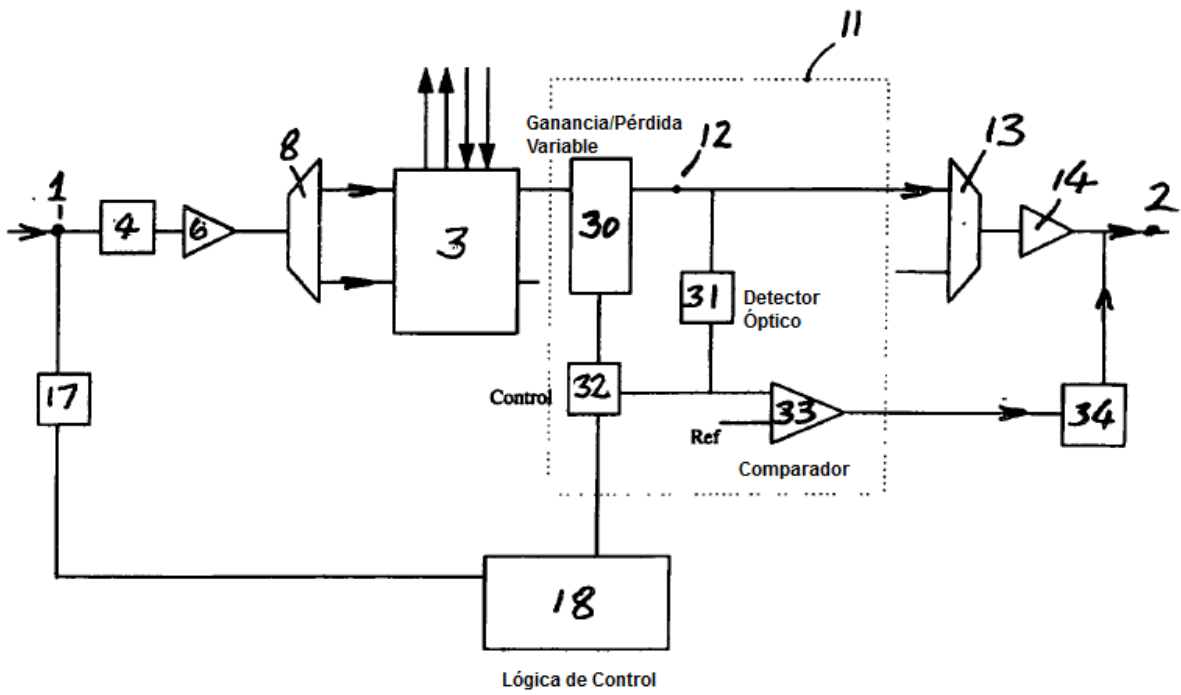 11
Ganancia/Pérdida
Variable
12
13
8
14
1
2
4
6
3
30
31
Detector
Óptico
17
Control
32
33
34
Ref
Comparador
18
Lógica de Control